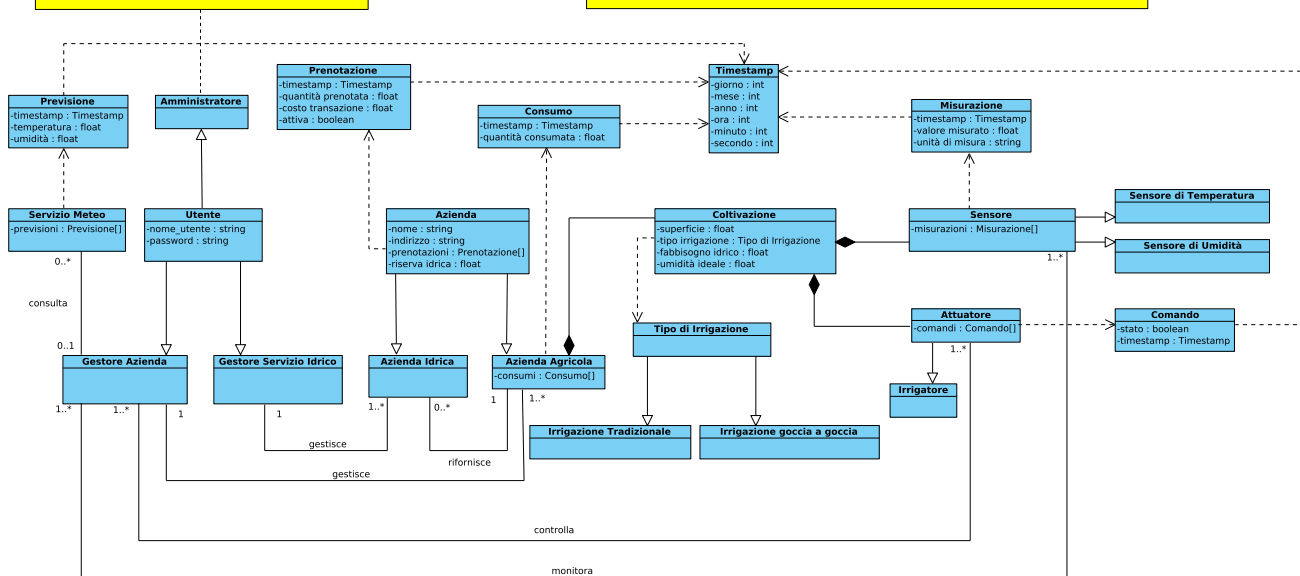 Previsione
-timestamp : Timestamp
-temperatura : float
-umidità : float
Amministratore
Prenotazione
-timestamp : Timestamp
-quantità prenotata : float
-costo transazione : float
-attiva : boolean
Consumo
-timestamp : Timestamp
-quantità consumata : float
Timestamp
-giorno : int
-mese : int
-anno : int
-ora : int
-minuto : int
-secondo : int
Misurazione
-timestamp : Timestamp
-valore misurato : float
-unità di misura : string
Servizio Meteo
-previsioni : Previsione[]
Utente
-nome_utente : string
-password : string
Azienda
-nome : string
-indirizzo : string
-prenotazioni : Prenotazione[]
-riserva idrica : float
Coltivazione
-superficie : float
-tipo irrigazione : Tipo di Irrigazione
-fabbisogno idrico : float
-umidità ideale : float
Sensore
-misurazioni : Misurazione[]
Sensore di Temperatura
Sensore di Umidità
0..*
1..*
consulta
0..1
Tipo di Irrigazione
Attuatore
-comandi : Comando[]
Comando
-stato : boolean
-timestamp : Timestamp
1..*
Gestore Azienda
Gestore Servizio Idrico
Azienda Idrica
Azienda Agricola
-consumi : Consumo[]
Irrigatore
1..*
1..*
1
1
1..*
0..*
1
1..*
Irrigazione Tradizionale
Irrigazione goccia a goccia
gestisce
rifornisce
gestisce
controlla
monitora